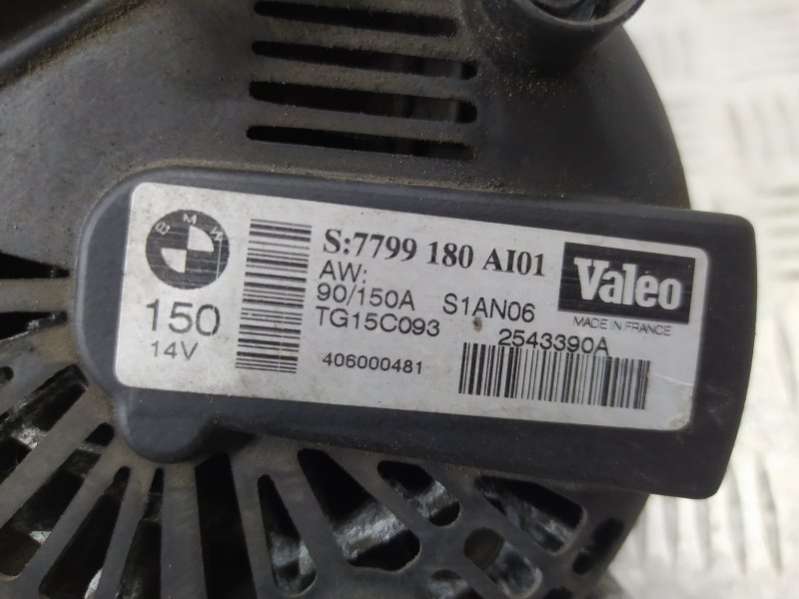 BMW
150
14V
S:7799 180 AI01
AW:
90/150A S1AN06
TG15C093
406000481
Valeo
MADE IN FRANCE
2543390A